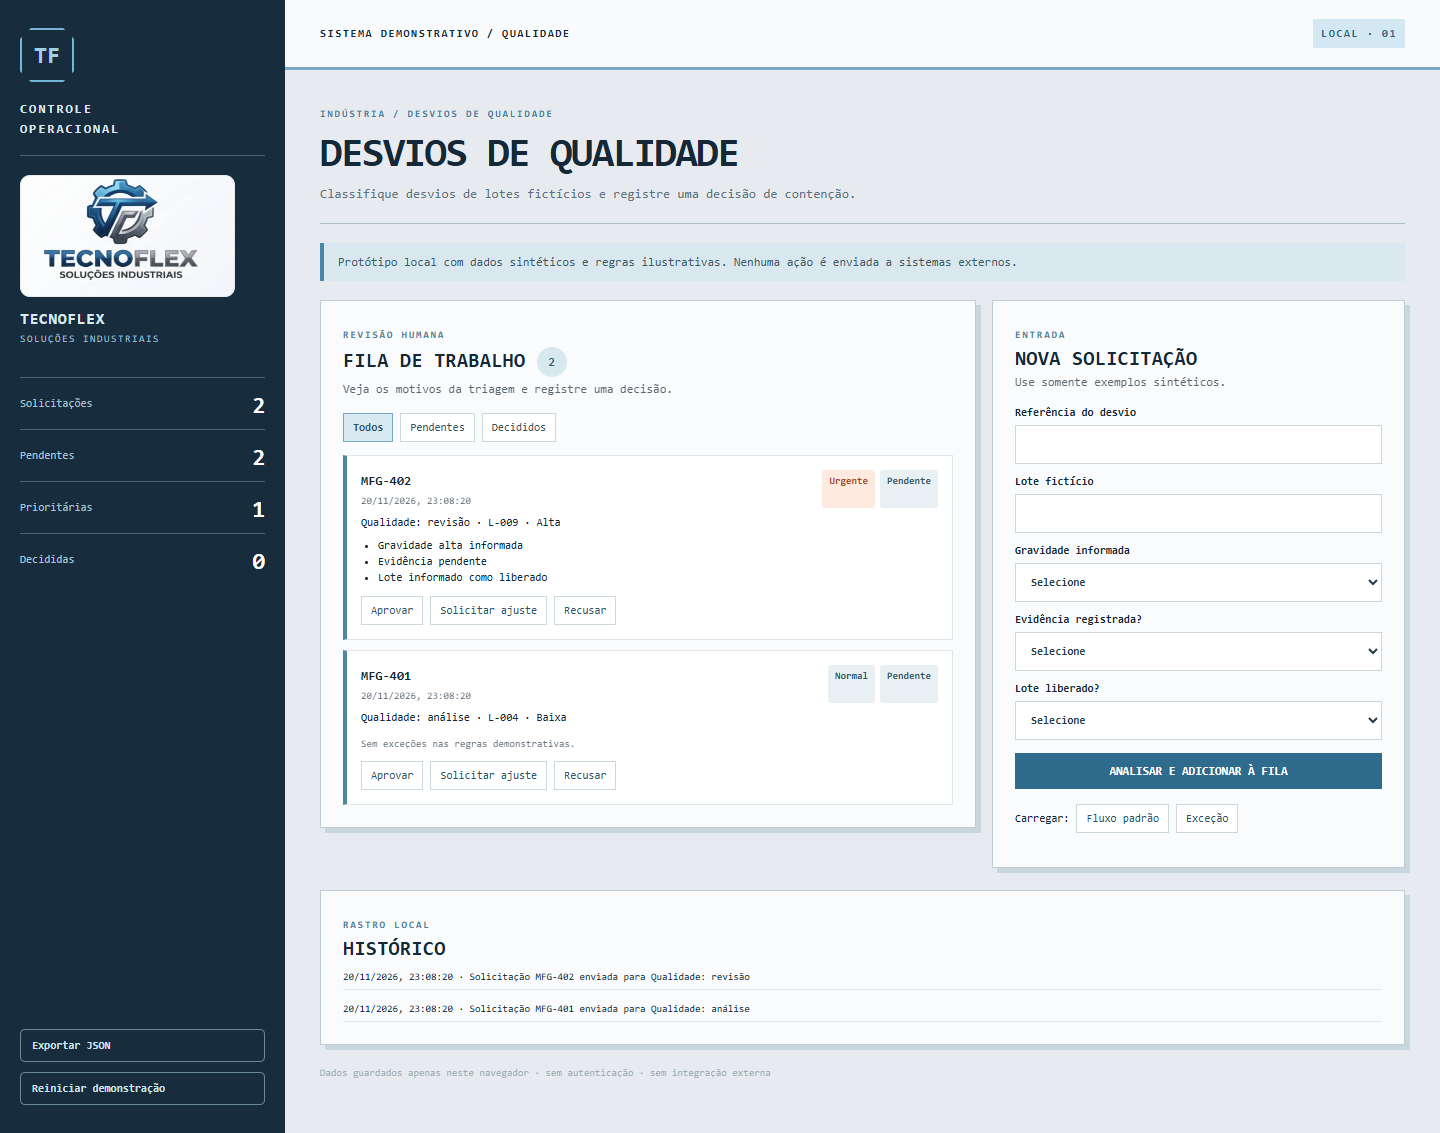 TF
CONTROLE
OPERACIONAL
TECNOFLEX
SOLUÇÕES INDUSTRIAIS
TECNOFLEX
SOLUÇÕES INDUSTRIAIS
Solicitações 2
Pendentes 2
Prioritárias 1
Decididas 0
Exportar JSON
Reiniciar demonstração
SISTEMA DEMONSTRATIVO / QUALIDADE
LOCAL · 01
INDÚSTRIA / DESVIOS DE QUALIDADE
DESVIOS DE QUALIDADE
Classifique desvios de lotes fictícios e registre uma decisão de contenção.
Protótipo local com dados sintéticos e regras ilustrativas. Nenhuma ação é enviada a sistemas externos.
REVISÃO HUMANA
FILA DE TRABALHO 2
Veja os motivos da triagem e registre uma decisão.
Todos Pendentes Decididos
MFG-402 Urgente Pendente
20/11/2026, 23:08:20
Qualidade: revisão · L-009 · Alta
• Gravidade alta informada
• Evidência pendente
• Lote informado como liberado
Aprovar Solicitar ajuste Recusar
MFG-401 Normal Pendente
20/11/2026, 23:08:20
Qualidade: análise · L-004 · Baixa
Sem exceções nas regras demonstrativas.
Aprovar Solicitar ajuste Recusar
ENTRADA
NOVA SOLICITAÇÃO
Use somente exemplos sintéticos.
Referência do desvio
Lote fictício
Gravidade informada
Selecione
Evidência registrada?
Selecione
Lote liberado?
Selecione
ANALISAR E ADICIONAR À FILA
Carregar: Fluxo padrão Exceção
RASTRO LOCAL
HISTÓRICO
20/11/2026, 23:08:20 · Solicitação MFG-402 enviada para Qualidade: revisão
20/11/2026, 23:08:20 · Solicitação MFG-401 enviada para Qualidade: análise
Dados guardados apenas neste navegador · sem autenticação · sem integração externa